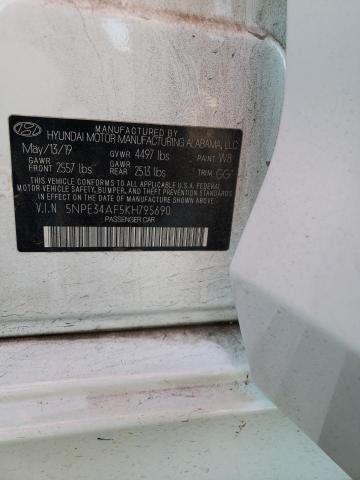 HYUNDAI MOTOR MANUFACTURING ALABAMA, LLC
May/13/19 GVWR 4497 lbs PAINT W8
GAWR FRONT 2557 lbs GAWR REAR 2513 lbs TRIM GG
THIS VEHICLE CONFORMS TO ALL APPLICABLE U.S.A. FEDERAL
MOTOR VEHICLE SAFETY, BUMPER, AND THEFT PREVENTION STANDARDS
IN EFFECT ON THE DATE OF MANUFACTURE SHOWN ABOVE.
V.I.N 5NPE34AF5KH795690
PASSENGER CAR